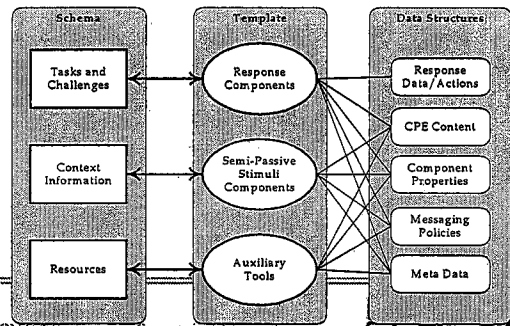 Schema
Template
Data Structures
Tasks and
Challenges
Response
Components
Response
Data/Actions
CPE Content
Context
Information
Semi-Passive
Stimuli
Components
Component
Properties
Messaging
Policies
Resources
Auxiliary
Tools
Meta Data